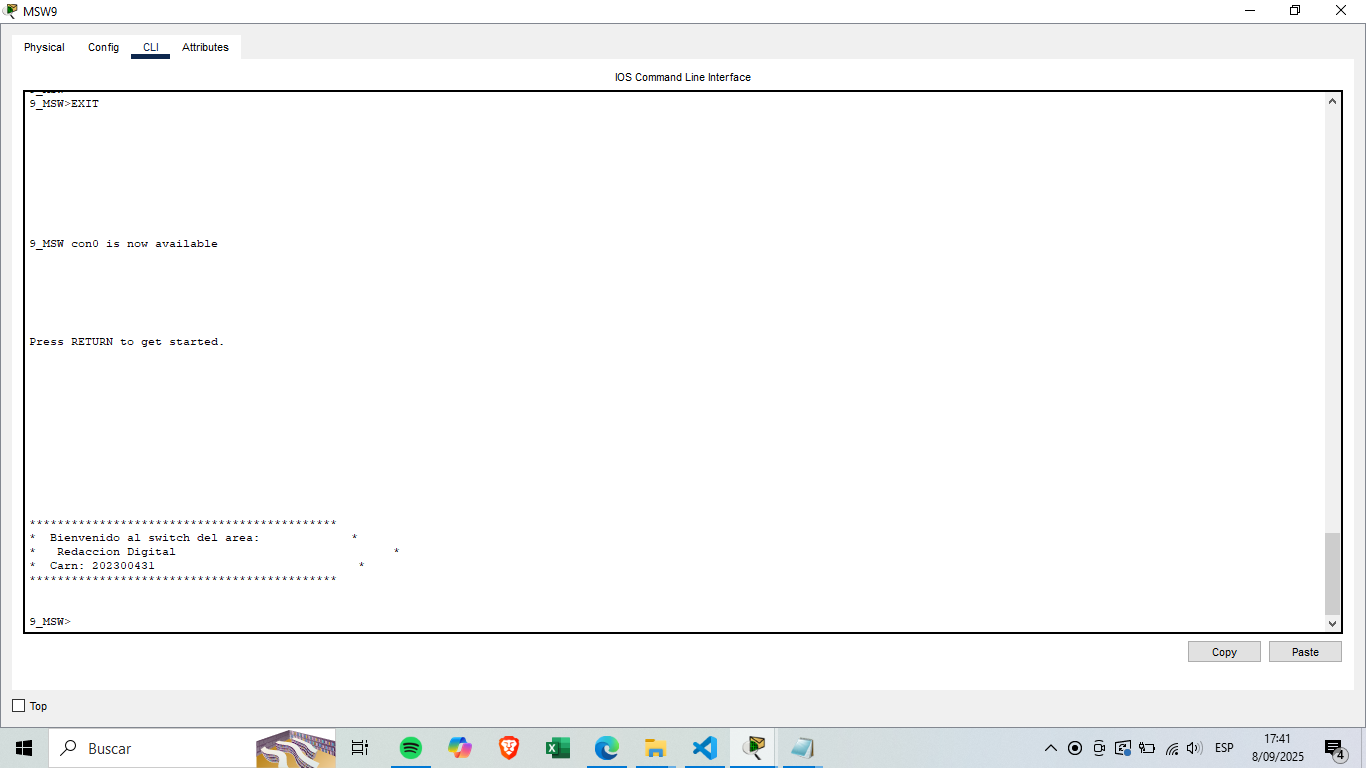 MSW9
Physical Config CLI Attributes
IOS Command Line Interface
9_MSW>EXIT
9_MSW con0 is now available
Press RETURN to get started.
********************************************
*  Bienvenido al switch del area:             *
*   Redaccion Digital                               *
*  Carn: 202300431                             *
********************************************
9_MSW>
Copy Paste
Top
Buscar
ESP
17:41
8/09/2025
4